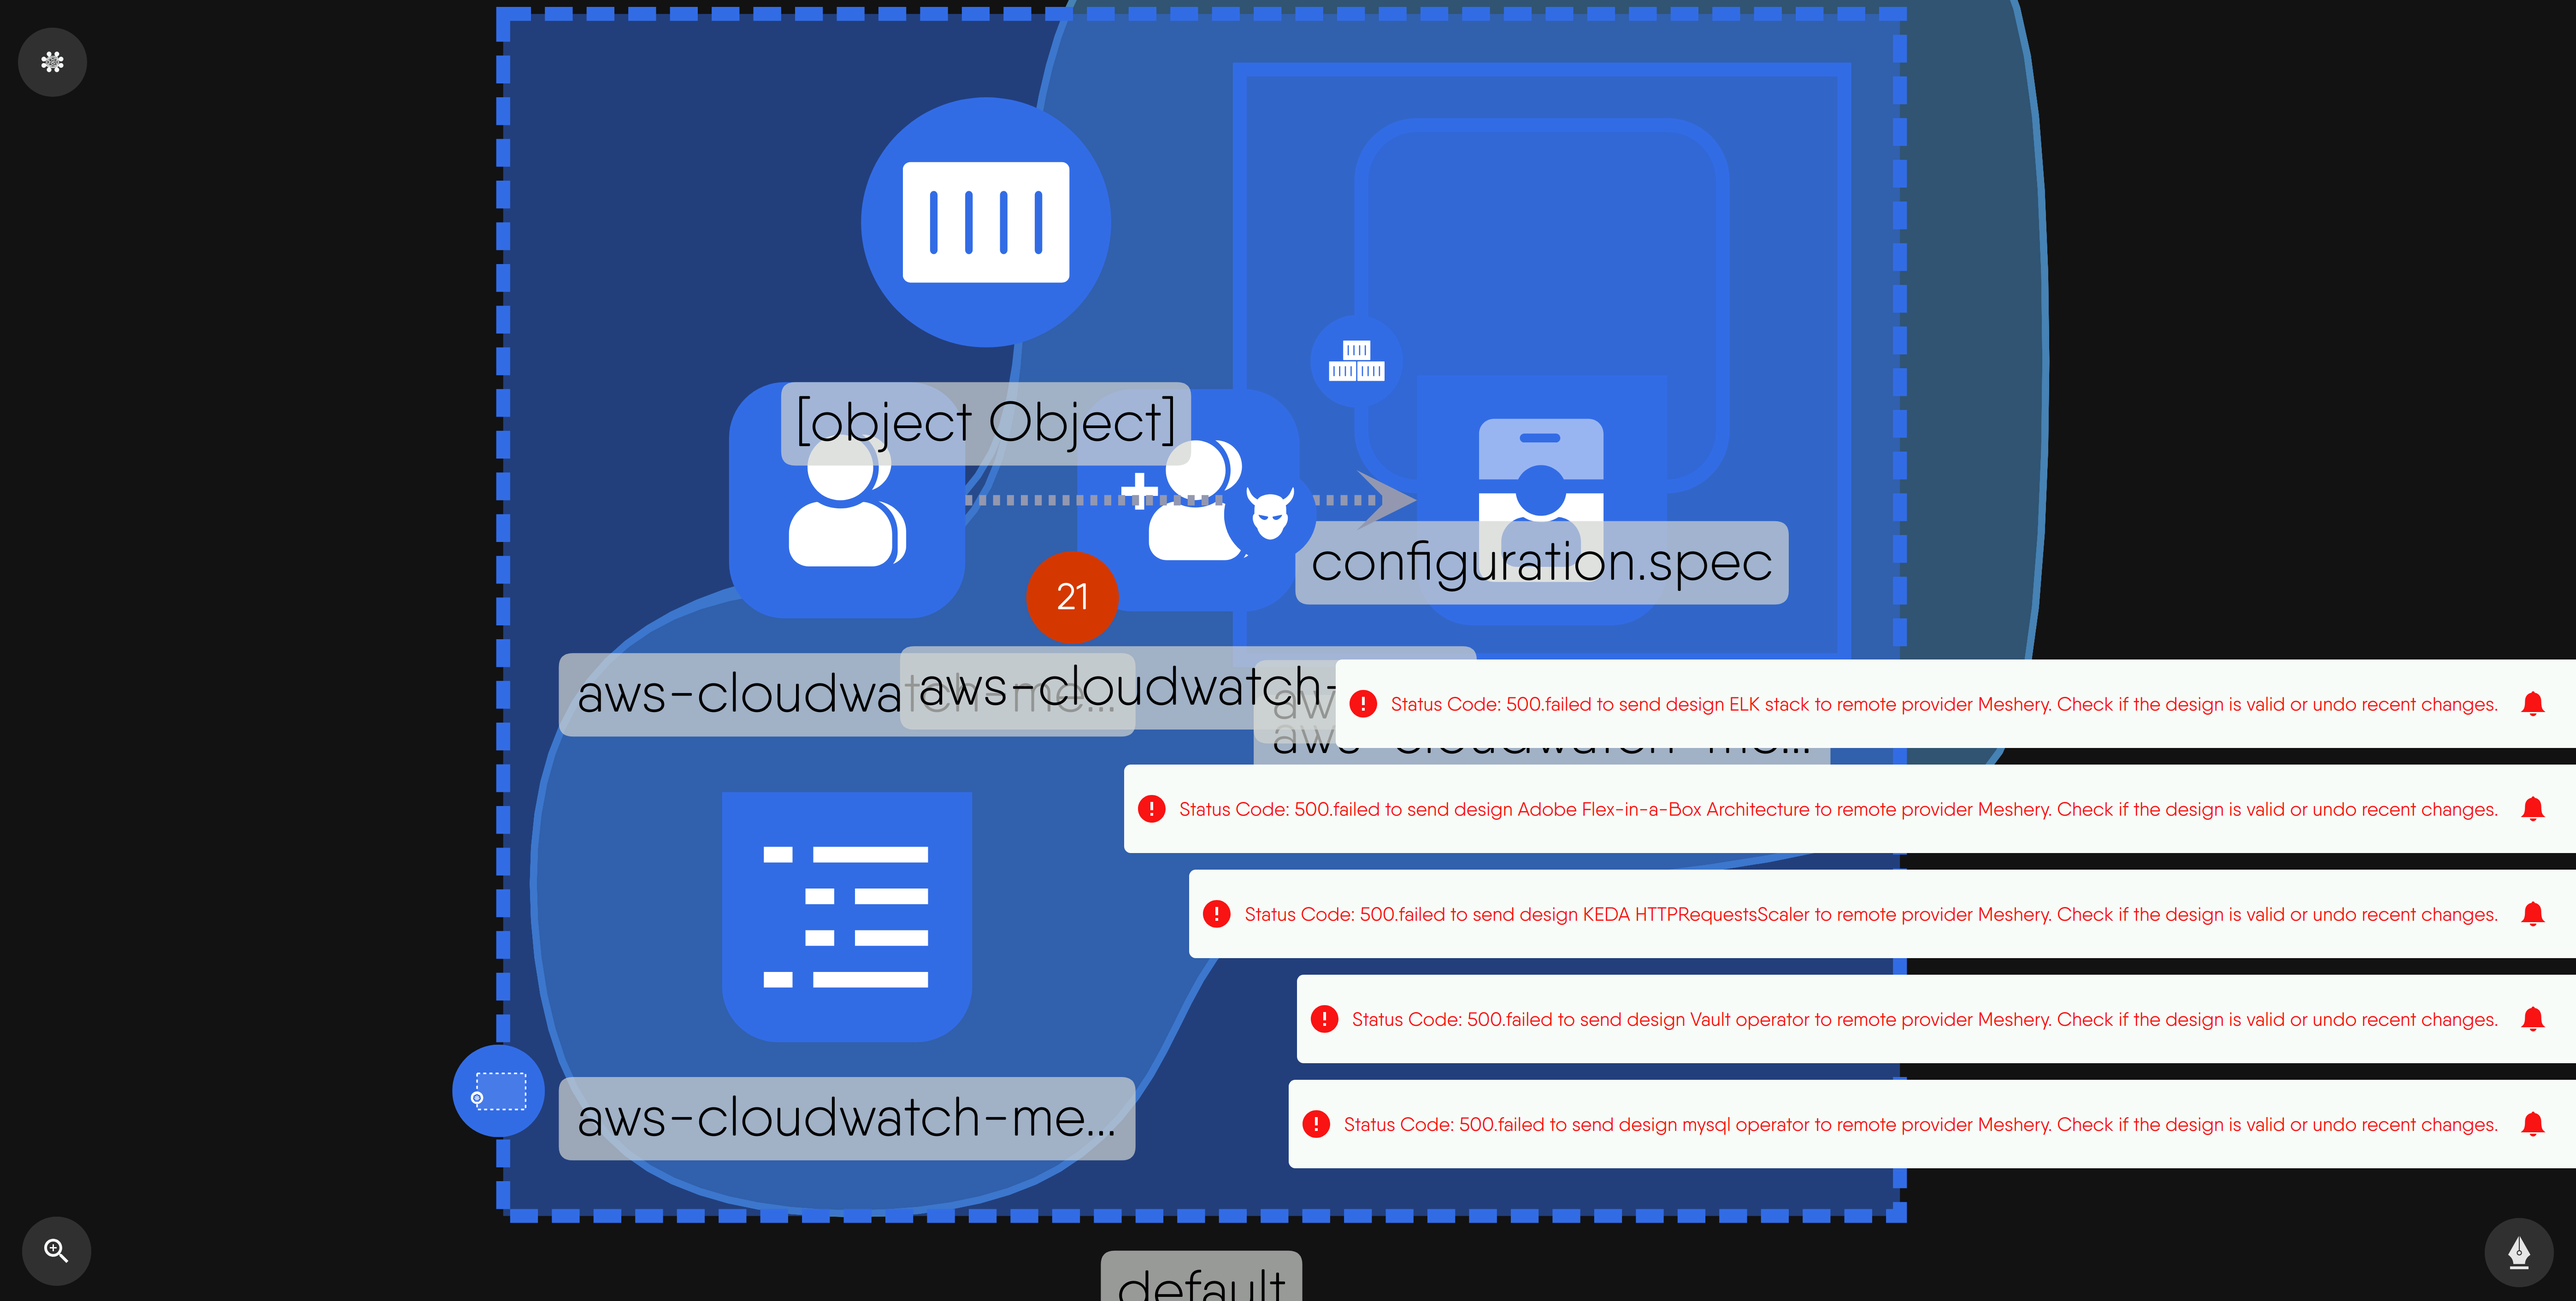 [object Object]
configuration.spec
21
aws-cloudwatch-me...
aws-cloudwatch-
aws
aws-cloudwatch-me...
Status Code: 500.failed to send design ELK stack to remote provider Meshery. Check if the design is valid or undo recent changes.
Status Code: 500.failed to send design Adobe Flex-in-a-Box Architecture to remote provider Meshery. Check if the design is valid or undo recent changes.
Status Code: 500.failed to send design KEDA HTTPRequestsScaler to remote provider Meshery. Check if the design is valid or undo recent changes.
Status Code: 500.failed to send design Vault operator to remote provider Meshery. Check if the design is valid or undo recent changes.
Status Code: 500.failed to send design mysql operator to remote provider Meshery. Check if the design is valid or undo recent changes.
aws-cloudwatch-me...
default